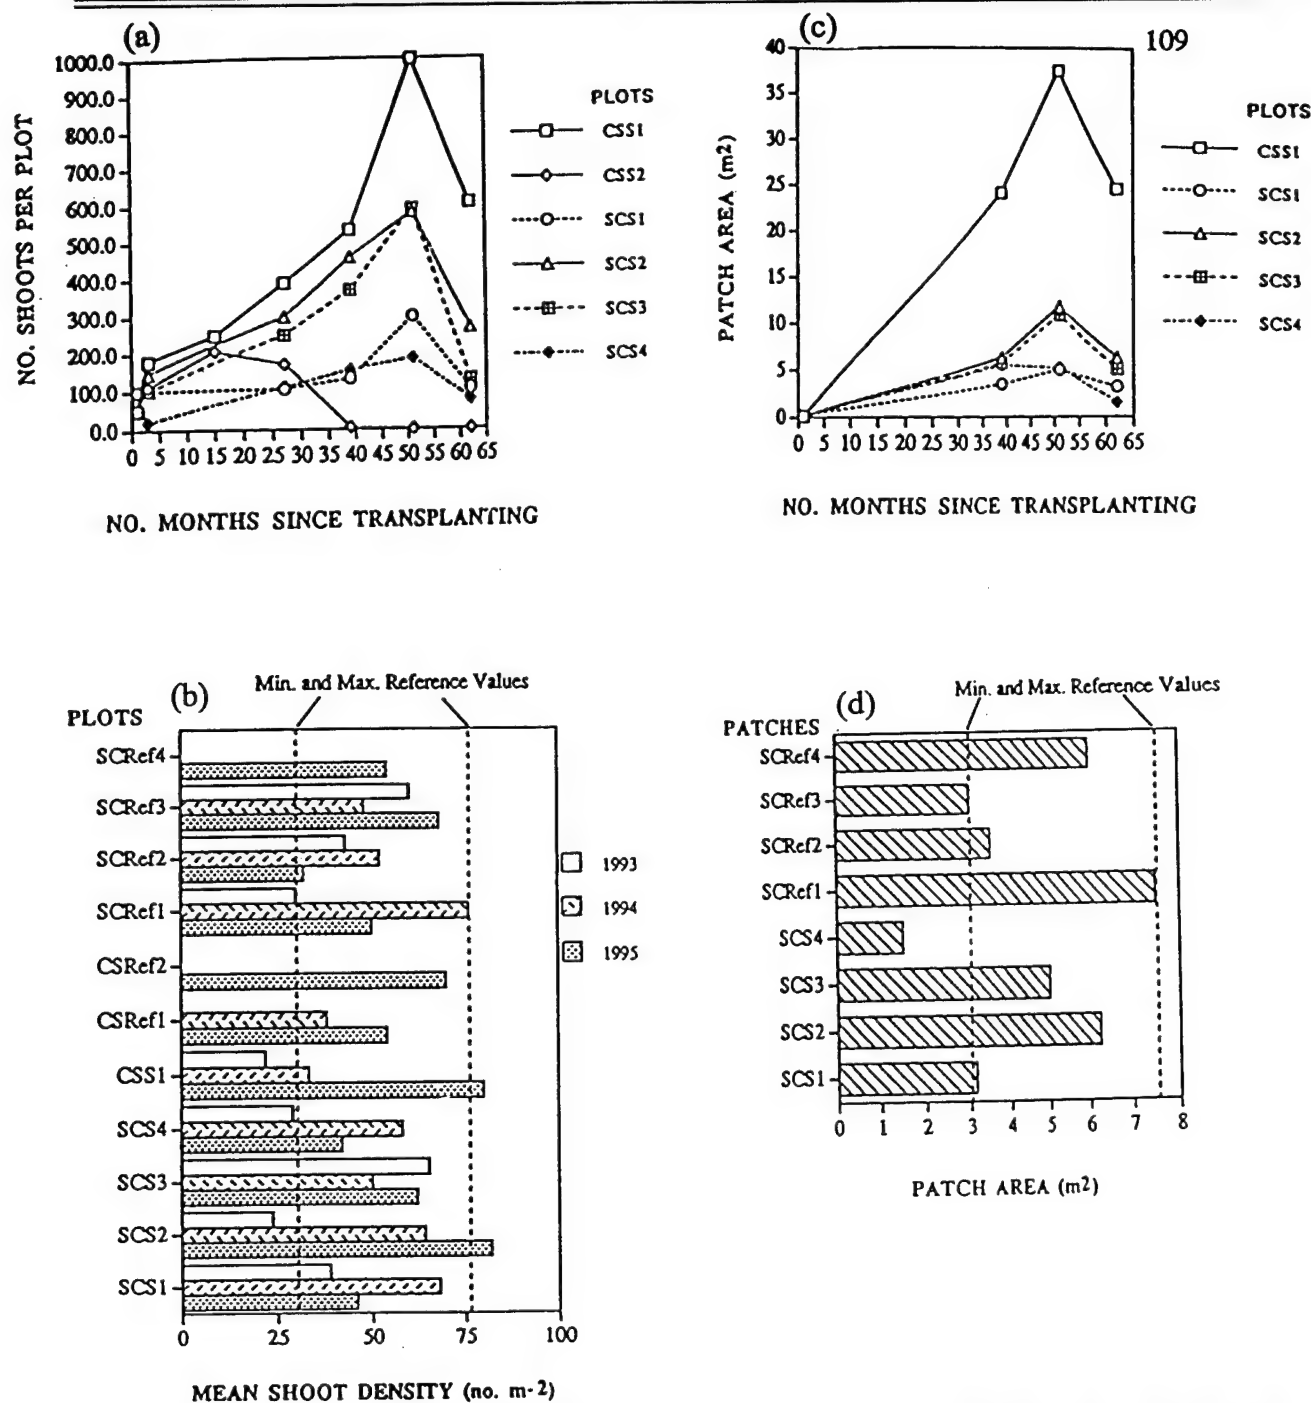 (a)
1000.0
900.0
800.0
700.0
600.0
500.0
400.0
300.0
200.0
100.0
0.0
NO. SHOOTS PER PLOT
0 5 10 15 20 25 30 35 40 45 50 55 60 65
NO. MONTHS SINCE TRANSPLANTING
PLOTS
CSS1
CSS2
SCS1
SCS2
SCS3
SCS4
(c)
109
40
35
30
25
20
15
10
5
0
PATCH AREA (m2)
0 5 10 15 20 25 30 35 40 45 50 55 60 65
NO. MONTHS SINCE TRANSPLANTING
PLOTS
CSS1
SCS1
SCS2
SCS3
SCS4
(b)
Min. and Max. Reference Values
PLOTS
SCRef4
SCRef3
SCRef2
SCRef1
CSRef2
CSRef1
CSS1
SCS4
SCS3
SCS2
SCS1
0 25 50 75 100
MEAN SHOOT DENSITY (no. m-2)
1993
1994
1995
(d)
Min. and Max. Reference Values
PATCHES
SCRef4
SCRef3
SCRef2
SCRef1
SCS4
SCS3
SCS2
SCS1
0 1 2 3 4 5 6 7 8
PATCH AREA (m2)